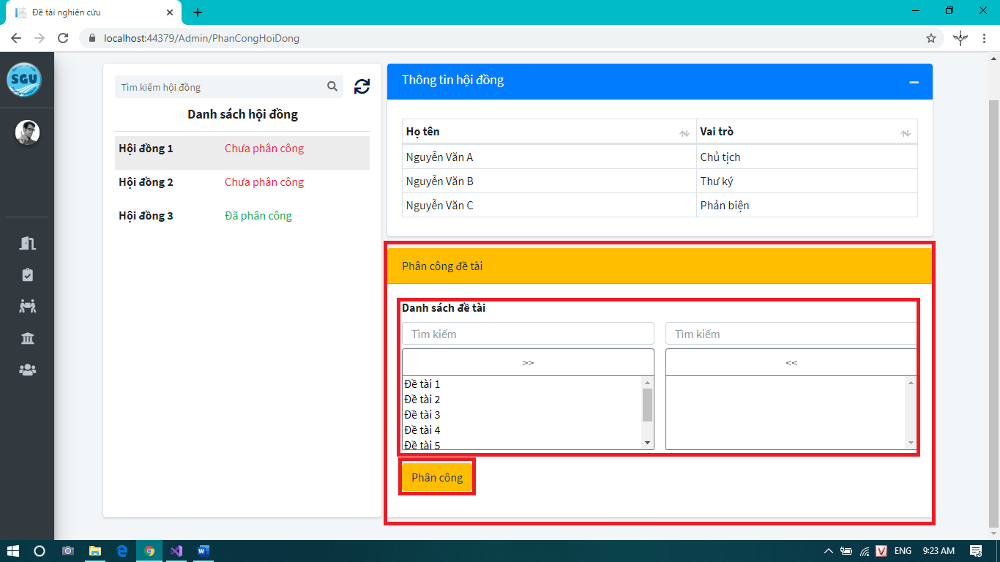 Đề tài nghiên cứu
localhost:44379/Admin/PhanCongHoiDong
SGU
Tìm kiếm hội đồng
Danh sách hội đồng
Hội đồng 1 Chưa phân công
Hội đồng 2 Chưa phân công
Hội đồng 3 Đã phân công
Thông tin hội đồng
Họ tên Vai trò
Nguyễn Văn A Chủ tịch
Nguyễn Văn B Thư ký
Nguyễn Văn C Phản biện
Phân công đề tài
Danh sách đề tài
Tìm kiếm Tìm kiếm
>> <<
Đề tài 1
Đề tài 2
Đề tài 3
Đề tài 4
Đề tài 5
Phân công
ENG 9:23 AM